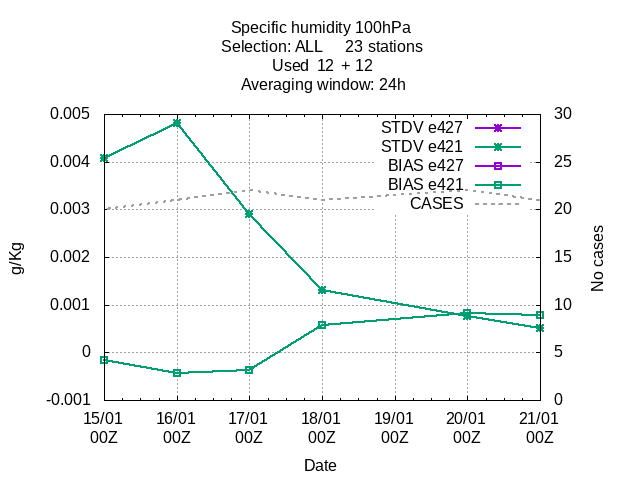 Specific humidity 100hPa
Selection: ALL 23 stations
Used 12 + 12
Averaging window: 24h
0.005
0.004
0.003
0.002
0.001
0
-0.001
g/Kg
30
25
20
15
10
5
0
No cases
STDV e427
STDV e421
BIAS e427
BIAS e421
CASES
15/01 16/01 17/01 18/01 19/01 20/01 21/01
00Z 00Z 00Z 00Z 00Z 00Z 00Z
Date